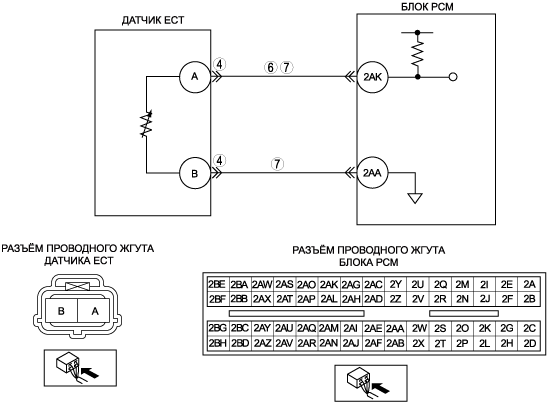 ДАТЧИК ECT
БЛОК PCM
A
4
6 7
2AK
B
4
7
2AA
РАЗЪЁМ ПРОВОДНОГО ЖГУТА
ДАТЧИКА ECT
РАЗЪЁМ ПРОВОДНОГО ЖГУТА
БЛОКА PCM
B A
2BE 2BA 2AW 2AS 2AO 2AK 2AG 2AC 2Y 2U 2Q 2M 2I 2E 2A
2BF 2BB 2AX 2AT 2AP 2AL 2AH 2AD 2Z 2V 2R 2N 2J 2F 2B
2BG 2BC 2AY 2AU 2AQ 2AM 2AI 2AE 2AA 2W 2S 2O 2K 2G 2C
2BH 2BD 2AZ 2AV 2AR 2AN 2AJ 2AF 2AB 2X 2T 2P 2L 2H 2D